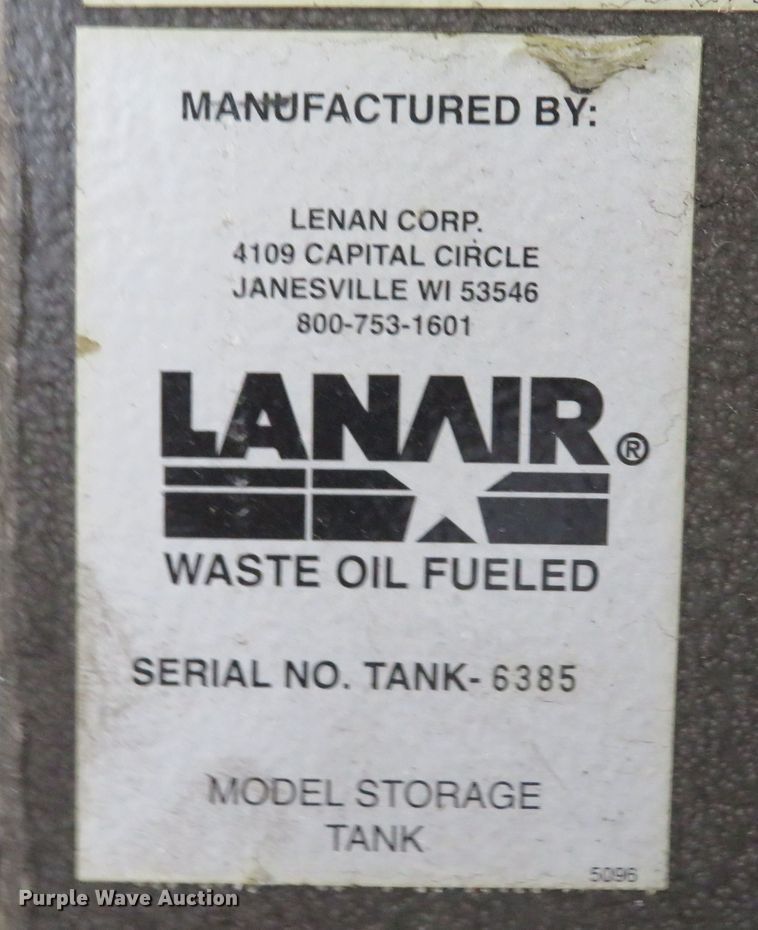 MANUFACTURED BY:
LENAN CORP.
4109 CAPITAL CIRCLE
JANESVILLE WI 53546
800-753-1601
LANAIR®
WASTE OIL FUELED
SERIAL NO. TANK- 6385
MODEL STORAGE
TANK
5096
Purple Wave Auction